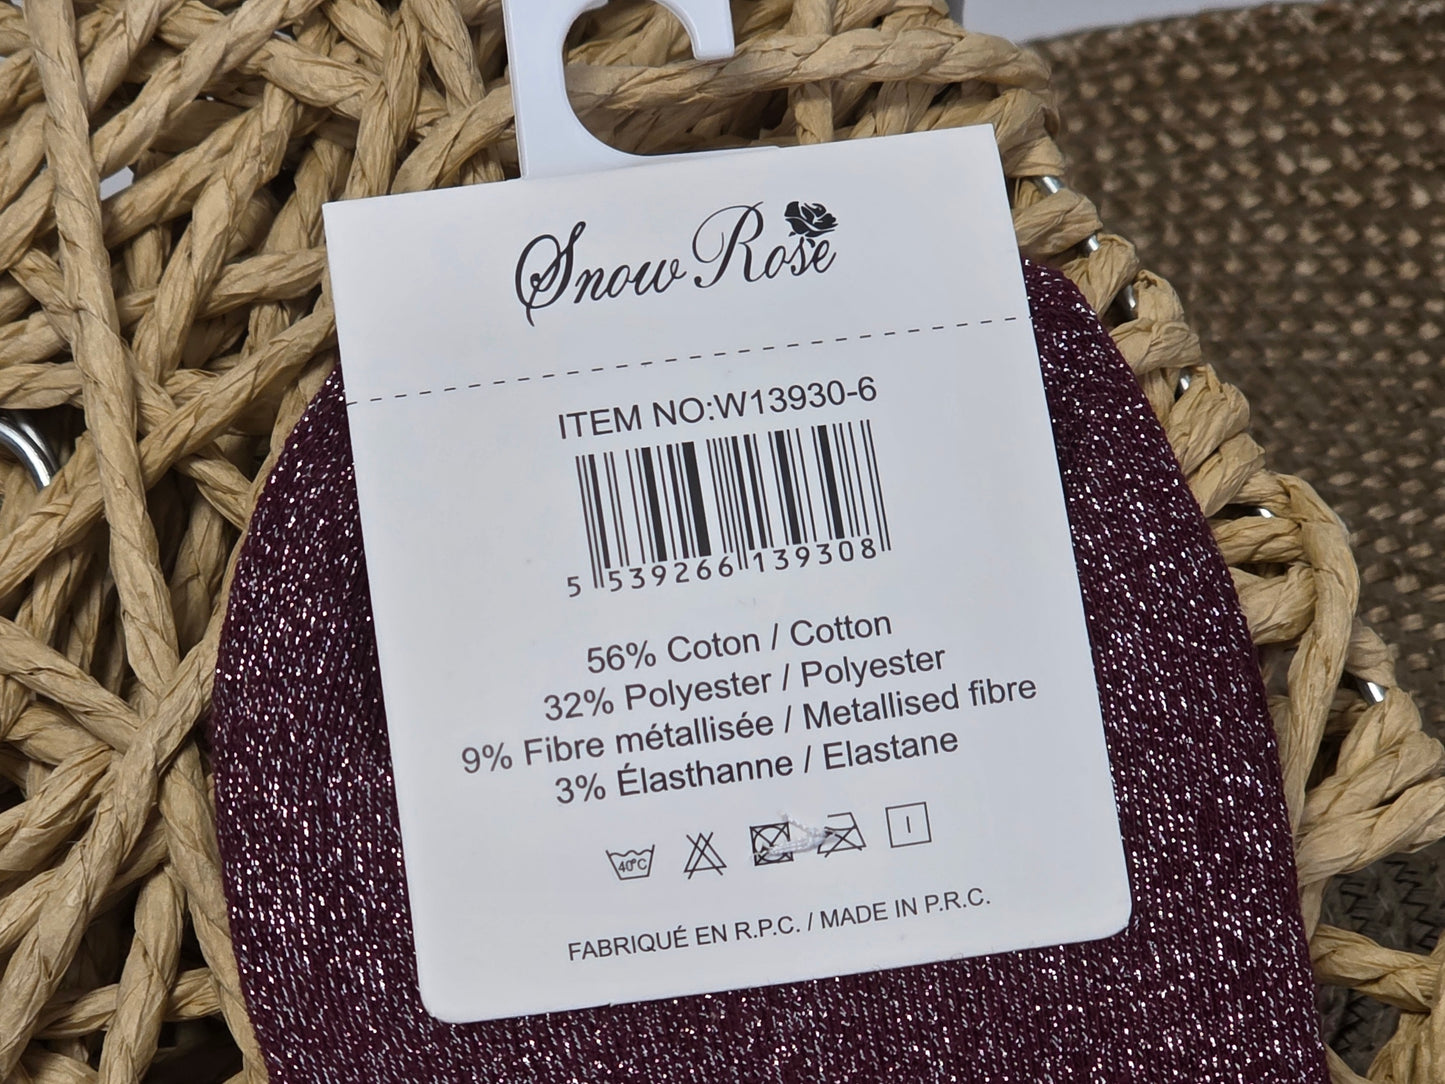 Snow Rose
ITEM NO:W13930-6
5 539266 139308
56% Coton / Cotton
32% Polyester / Polyester
9% Fibre métallisée / Metallised fibre
3% Élasthanne / Elastane
40°C
FABRIQUÉ EN R.P.C. / MADE IN P.R.C.